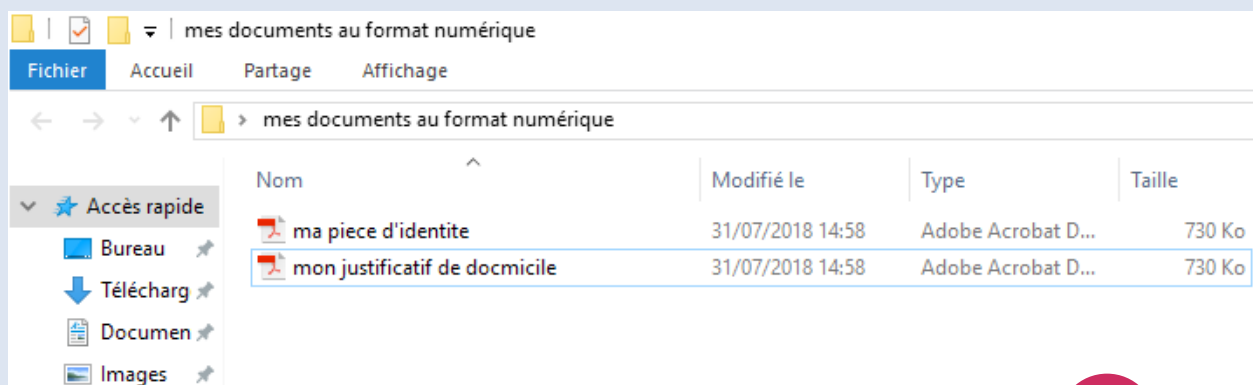 mes documents au format numérique
Fichier Accueil Partage Affichage
mes documents au format numérique
Nom Modifié le Type Taille
Accès rapide
ma piece d'identite 31/07/2018 14:58 Adobe Acrobat D... 730 Ko
Bureau
mon justificatif de docmicile 31/07/2018 14:58 Adobe Acrobat D... 730 Ko
Télécharg
Documen
Images